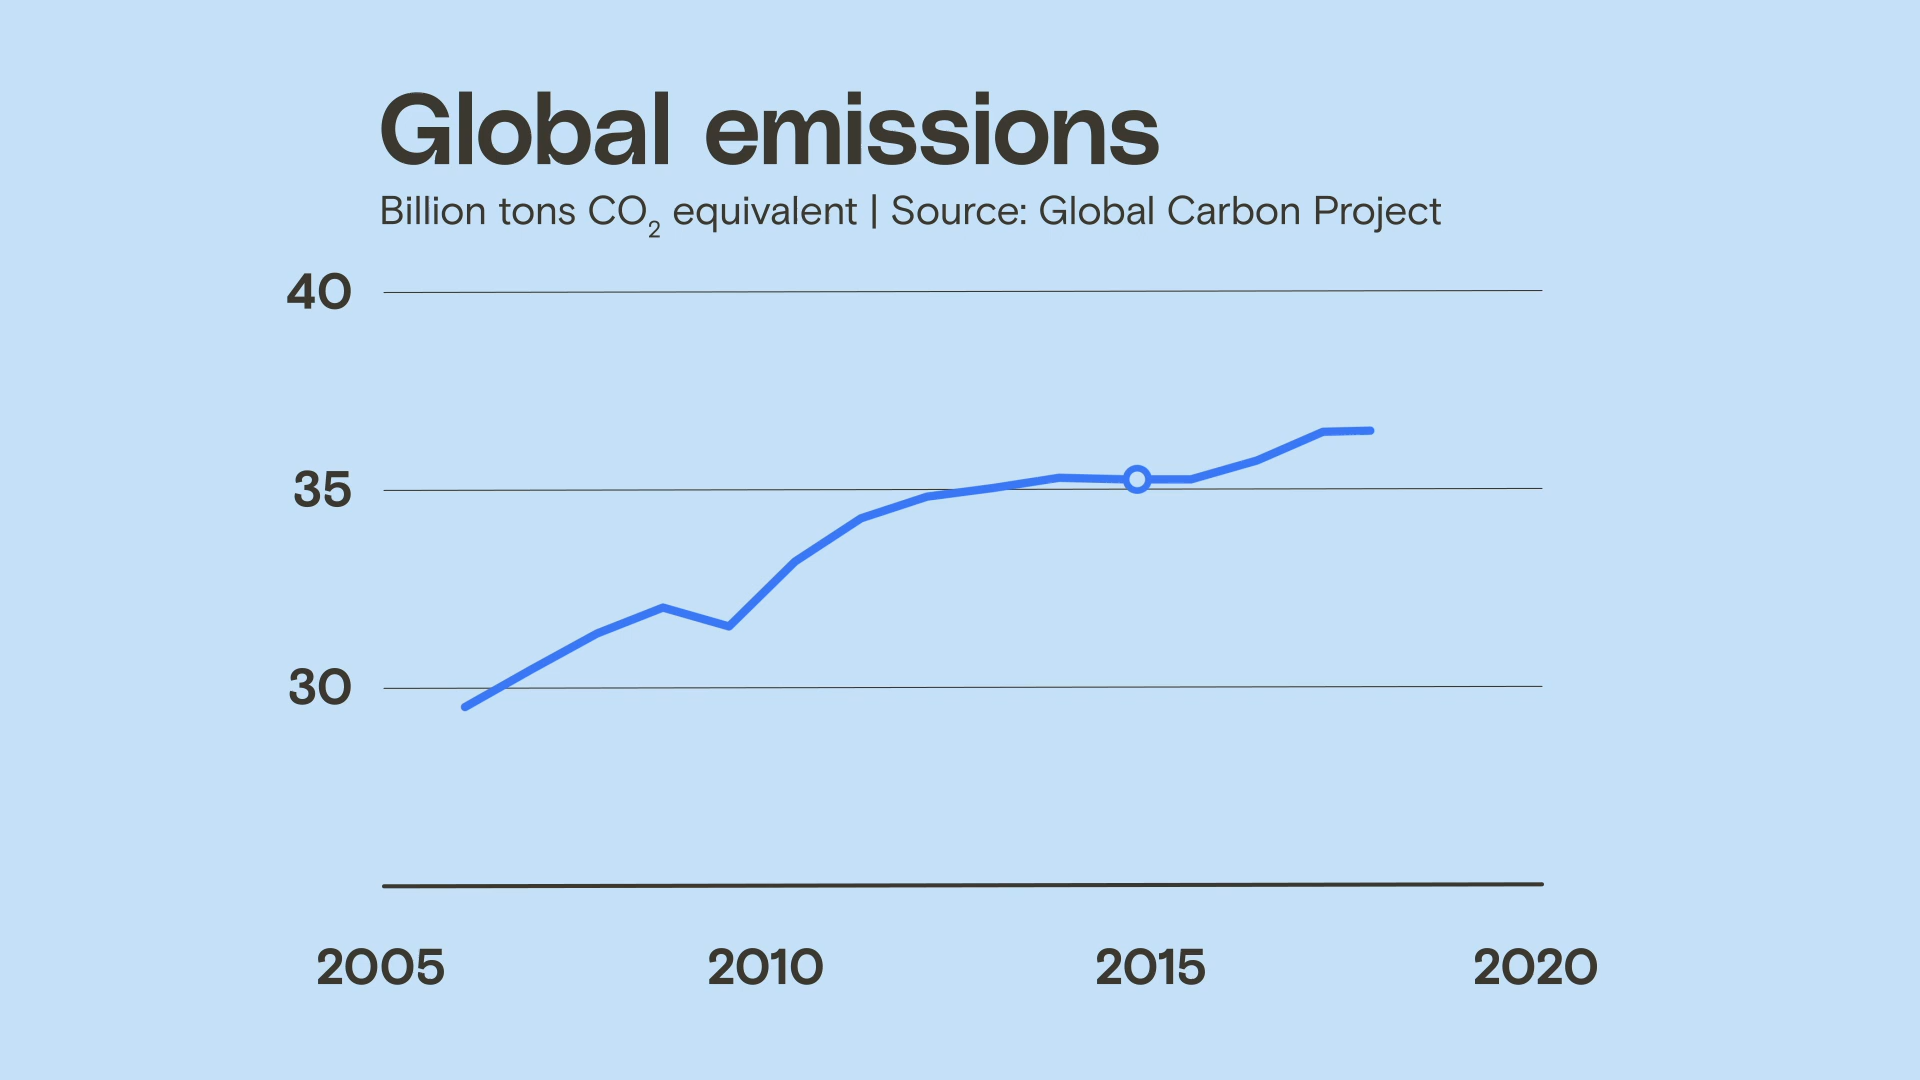 Global emissions
Billion tons CO₂ equivalent | Source: Global Carbon Project
40
35
30
2005 2010 2015 2020